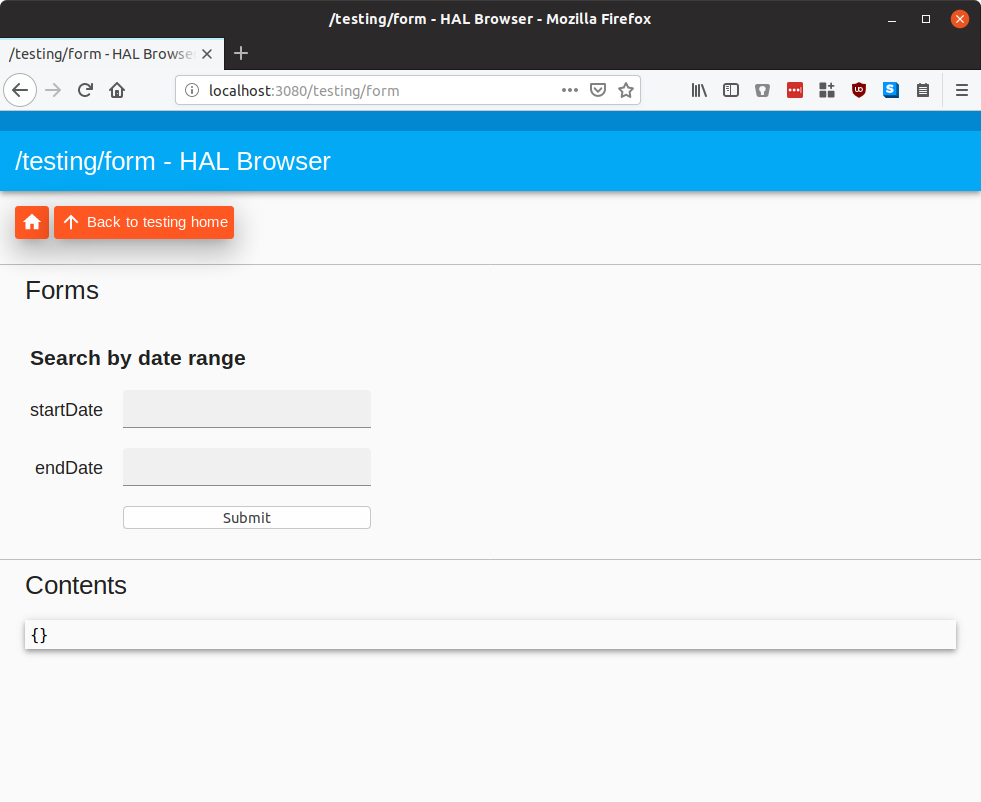 /testing/form - HAL Browser - Mozilla Firefox
/testing/form - HAL Browse
localhost:3080/testing/form
/testing/form - HAL Browser
Back to testing home
Forms
Search by date range
startDate
endDate
Submit
Contents
{}